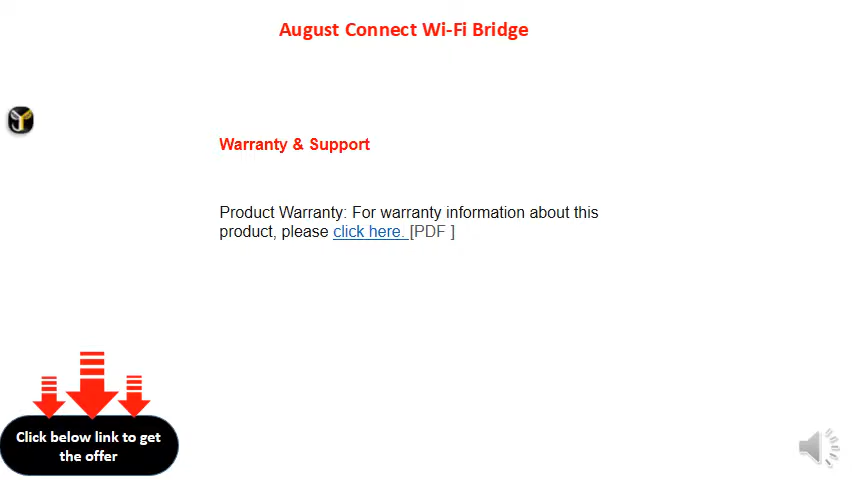 August Connect Wi-Fi Bridge
Warranty & Support
Product Warranty: For warranty information about this
product, please click here. [PDF ]
Click below link to get
the offer